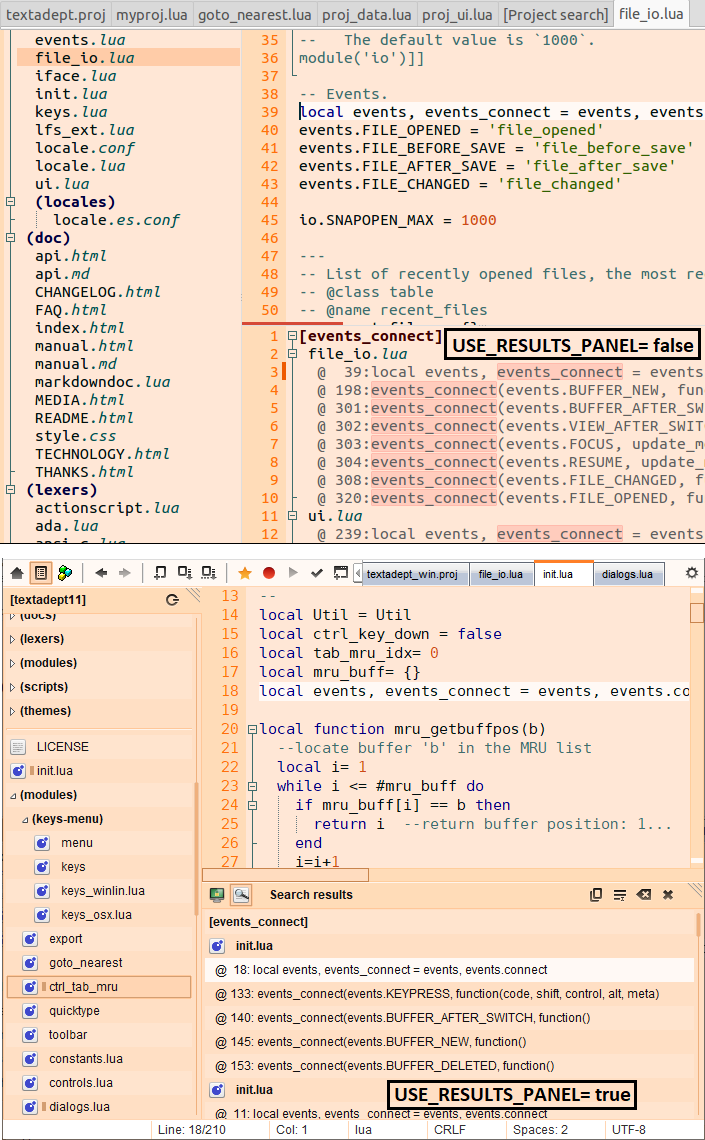 textadept.proj myproj.lua goto_nearest.lua proj_data.lua proj_ui.lua [Project search] file_io.lua
events.lua
file_io.lua
iface.lua
init.lua
keys.lua
lfs_ext.lua
locale.conf
locale.lua
ui.lua
(locales)
locale.es.conf
(doc)
api.html
api.md
CHANGELOG.html
FAQ.html
index.html
manual.html
manual.md
markdowndoc.lua
MEDIA.html
README.html
style.css
TECHNOLOGY.html
THANKS.html
(lexers)
actionscript.lua
ada.lua
35 --   The default value is `1000`.
36 module('io')]]
37
38 -- Events.
39 local events, events_connect = events, events
40 events.FILE_OPENED = 'file_opened'
41 events.FILE_BEFORE_SAVE = 'file_before_save'
42 events.FILE_AFTER_SAVE = 'file_after_save'
43 events.FILE_CHANGED = 'file_changed'
44
45 io.SNAPOPEN_MAX = 1000
46
47 ---
48 -- List of recently opened files, the most re
49 -- @class table
50 -- @name recent_files
1 [events_connect]
USE_RESULTS_PANEL= false
2 file_io.lua
3 @  39:local events, events_connect = events
4 @ 198:events_connect(events.BUFFER_NEW, fun
5 @ 301:events_connect(events.BUFFER_AFTER_SW
6 @ 302:events_connect(events.VIEW_AFTER_SWITC
7 @ 303:events_connect(events.FOCUS, update_m
8 @ 304:events_connect(events.RESUME, update_
9 @ 308:events_connect(events.FILE_CHANGED, f
10 @ 320:events_connect(events.FILE_OPENED, fu
11 ui.lua
12 @ 239:local events, events_connect = events
textadept_win.proj file_io.lua init.lua dialogs.lua
[textadept11]
(docs)
(lexers)
(modules)
(scripts)
(themes)
LICENSE
init.lua
(modules)
(keys-menu)
menu
keys
keys_winlin.lua
keys_osx.lua
export
goto_nearest
ctrl_tab_mru
quicktype
toolbar
constants.lua
controls.lua
dialogs.lua
13 --
14 local Util = Util
15 local ctrl_key_down = false
16 local tab_mru_idx= 0
17 local mru_buff= {}
18 local events, events_connect = events, events.co
19
20 local function mru_getbuffpos(b)
21 --locate buffer 'b' in the MRU list
22 local i= 1
23 while i <= #mru_buff do
24 if mru_buff[i] == b then
25 return i  --return buffer position: 1...
26 end
27 i=i+1
Search results
[events_connect]
init.lua
@ 18: local events, events_connect = events, events.connect
@ 133: events_connect(events.KEYPRESS, function(code, shift, control, alt, meta)
@ 140: events_connect(events.BUFFER_AFTER_SWITCH, function()
@ 145: events_connect(events.BUFFER_NEW, function()
@ 153: events_connect(events.BUFFER_DELETED, function()
init.lua
USE_RESULTS_PANEL= true
@ 11: local events, events_connect = events, events.connect
Line: 18/210 Col: 1 lua CRLF Spaces: 2 UTF-8